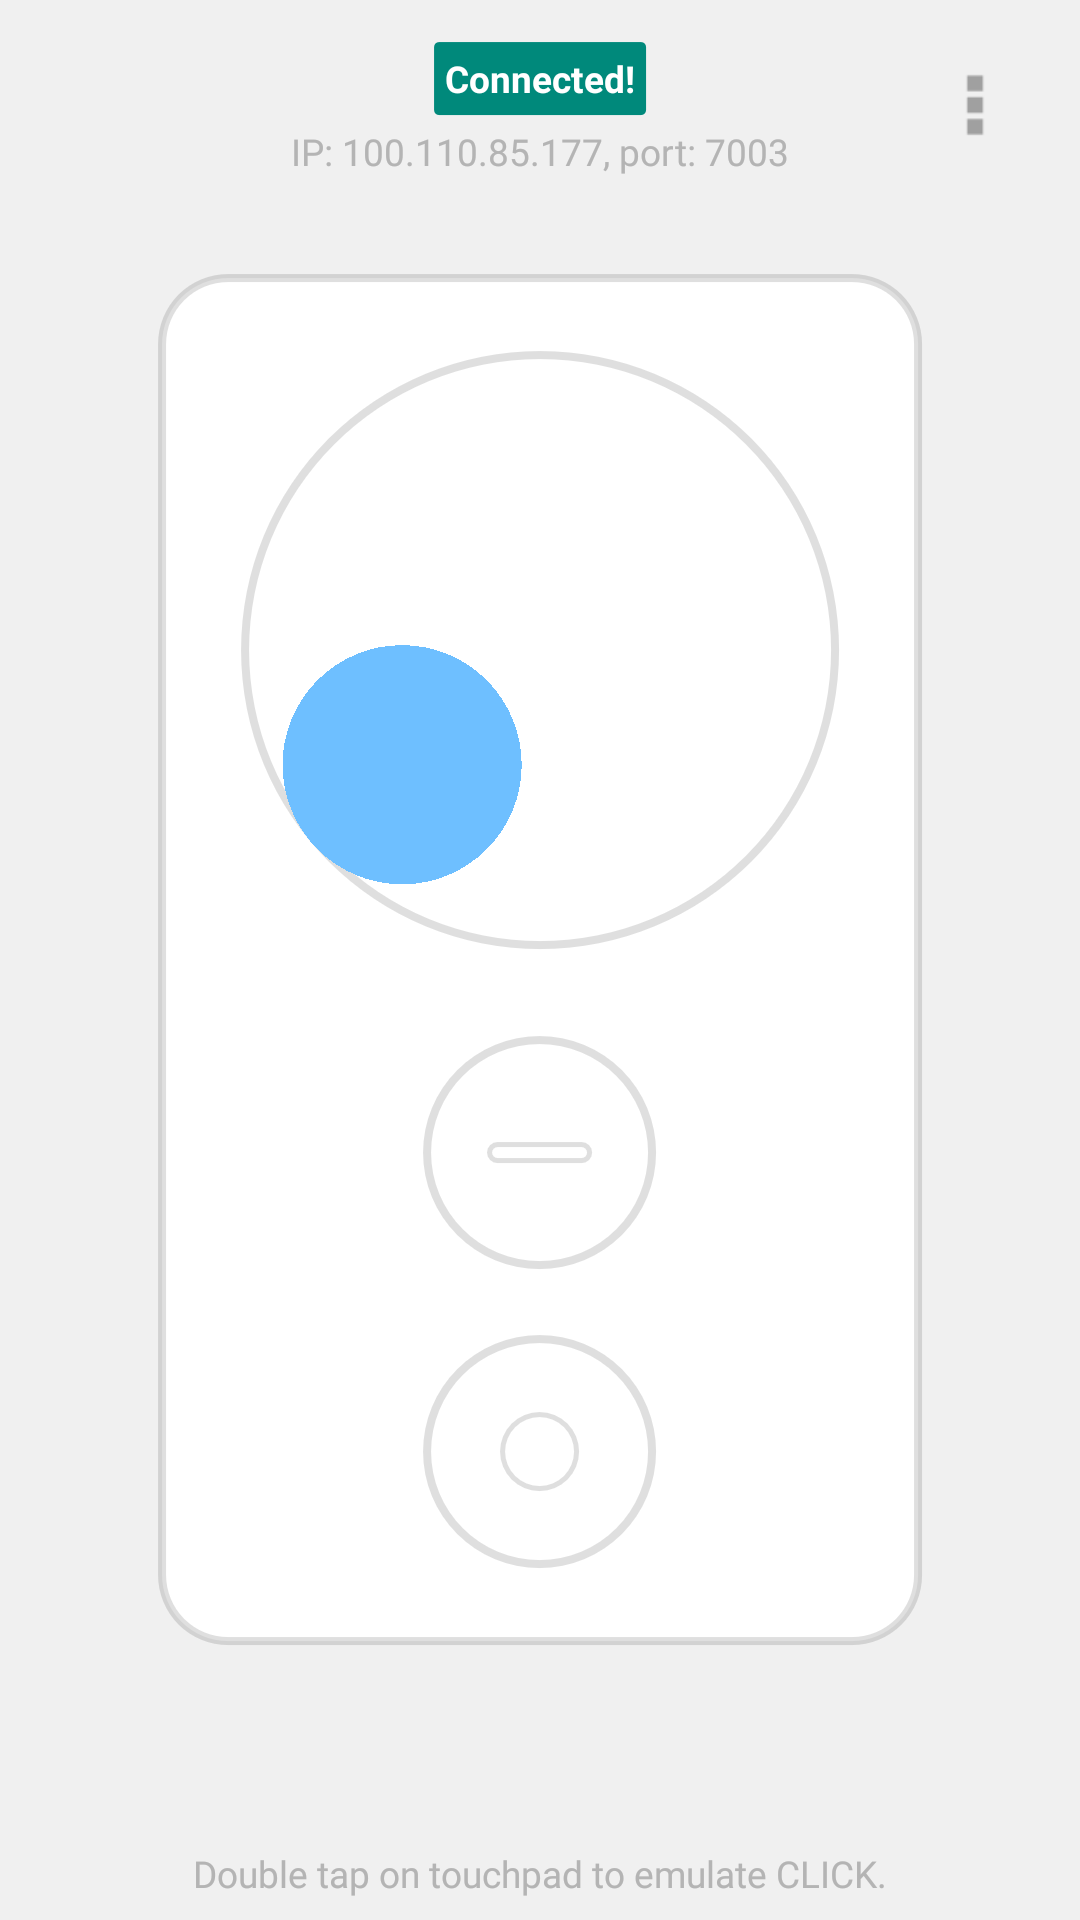 Connected!
IP: 100.110.85.177, port: 7003
Double tap on touchpad to emulate CLICK.